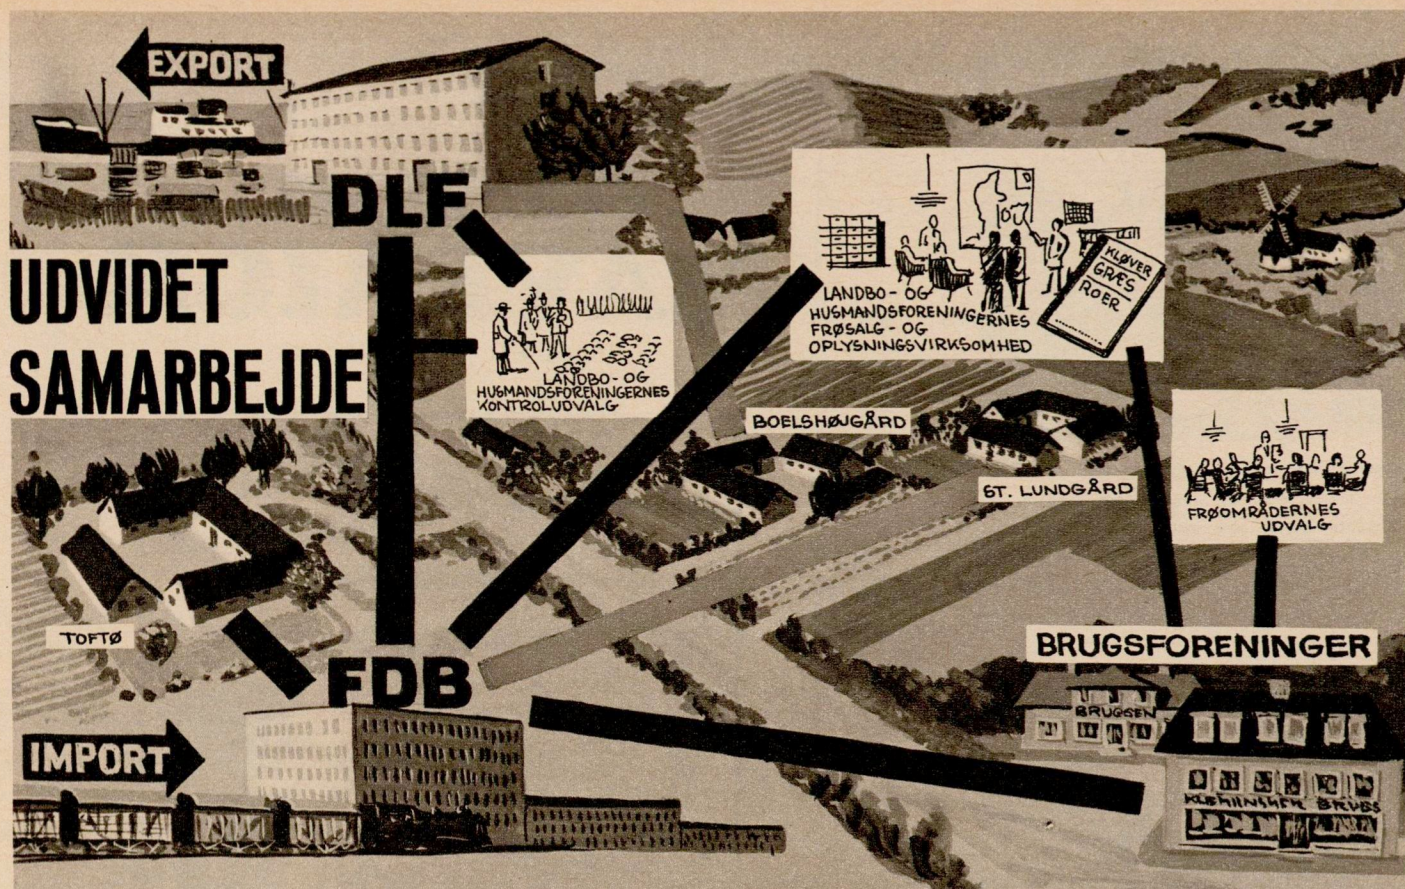 EXPORT
DLF
UDVIDET
SAMARBEJDE
LANDBO- OG
HUSMANDSFORENINGERNES
KONTROLUDVALG
KLØVER
GRÆS
ROER
LANDBO- OG
HUSMANDSFORENINGERNES
FRØSALG- OG
OPLYSNINGSVIRKSOMHED
BOELSHØJGÅRD
ST. LUNDGÅRD
FRØOMRÅDERNES
UDVALG
TOFTØ
FDB
BRUGSFORENINGER
BRUGSEN
IMPORT
BRUGS